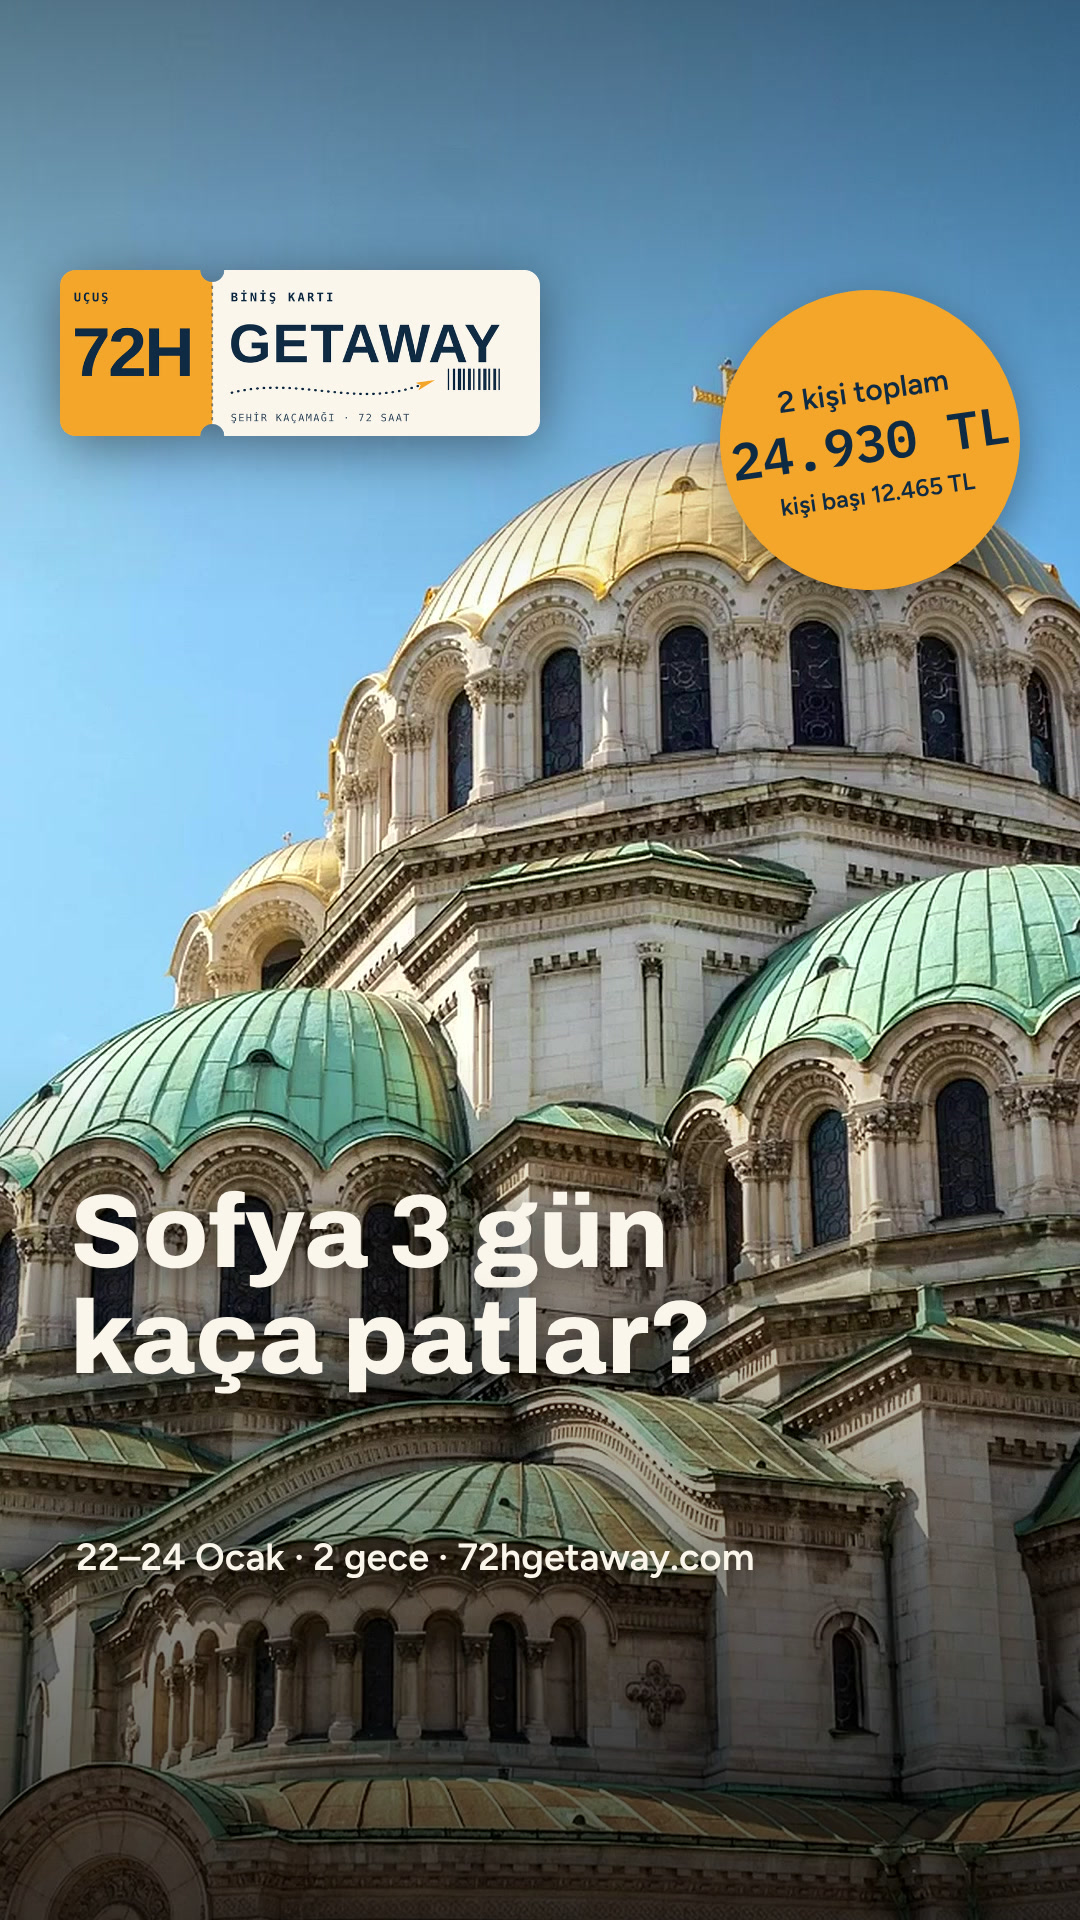 UÇUŞ
72H
BİNİŞ KARTI
GETAWAY
ŞEHİR KAÇAMAĞI · 72 SAAT
2 kişi toplam
24.930 TL
kişi başı 12.465 TL
Sofya 3 gün
kaça patlar?
22–24 Ocak · 2 gece · 72hgetaway.com